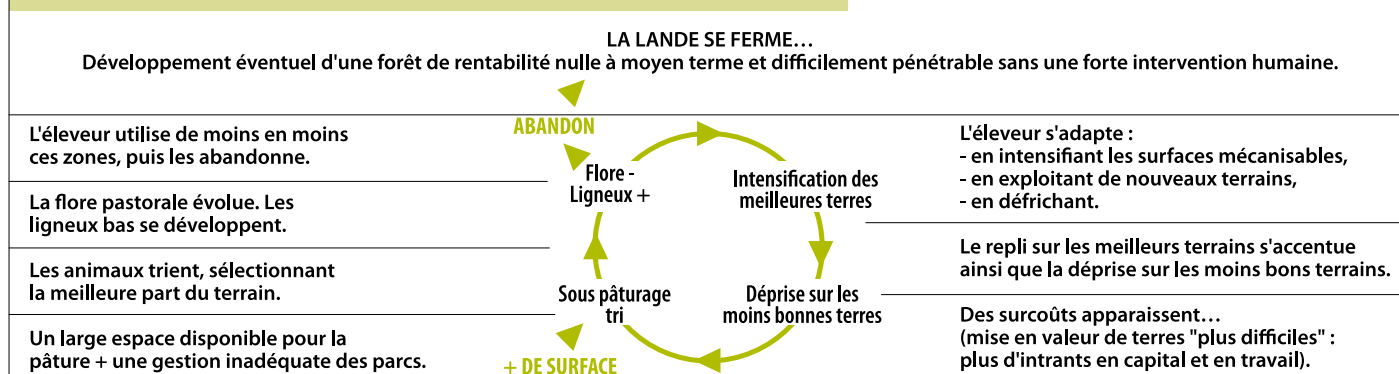 LA LANDE SE FERME…
Développement éventuel d'une forêt de rentabilité nulle à moyen terme et difficilement pénétrable sans une forte intervention humaine.
L'éleveur utilise de moins en moins
ces zones, puis les abandonne.
La flore pastorale évolue. Les
ligneux bas se développent.
Les animaux trient, sélectionnant
la meilleure part du terrain.
Un large espace disponible pour la
pâture + une gestion inadéquate des parcs.
ABANDON
Flore -
Ligneux +
Intensification des
meilleures terres
Sous pâturage
tri
Déprise sur les
moins bonnes terres
+ DE SURFACE
L'éleveur s'adapte :
- en intensifiant les surfaces mécanisables,
- en exploitant de nouveaux terrains,
- en défrichant.
Le repli sur les meilleurs terrains s'accentue
ainsi que la déprise sur les moins bons terrains.
Des surcoûts apparaissent…
(mise en valeur de terres "plus difficiles" :
plus d'intrants en capital et en travail).